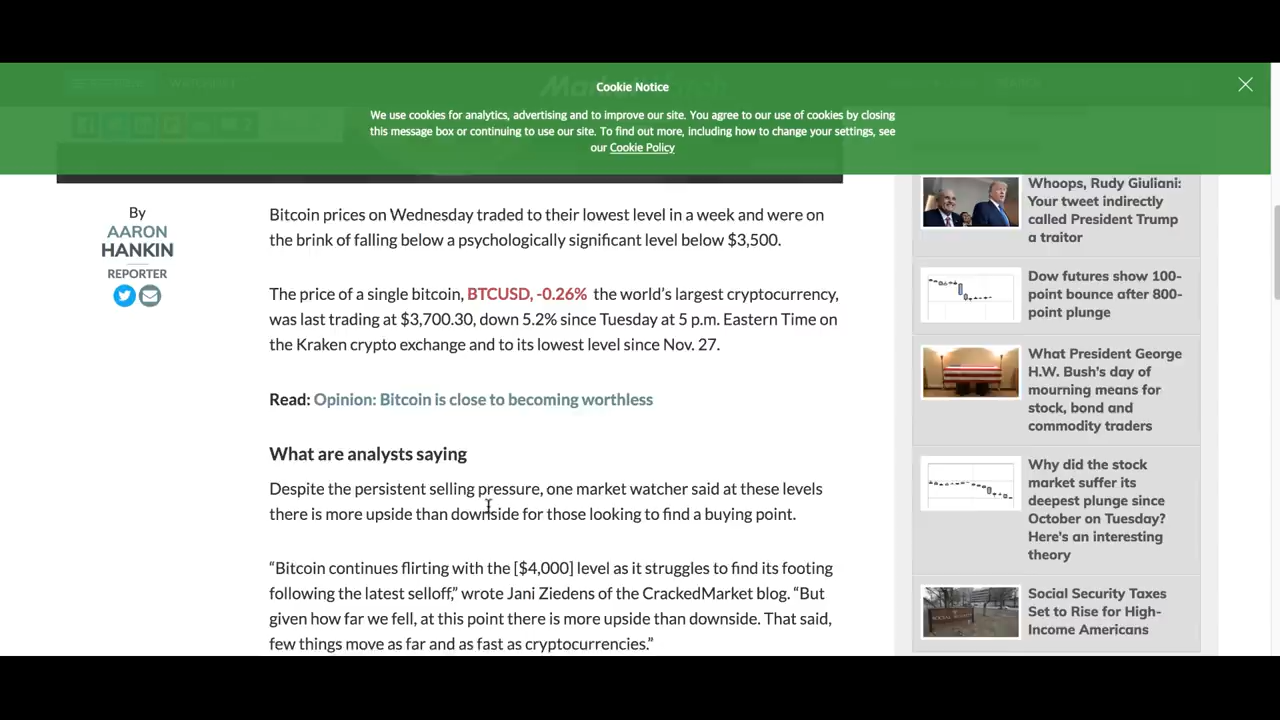 Cookie Notice
We use cookies for analytics, advertising and to improve our site. You agree to our use of cookies by closing
this message box or continuing to use our site. To find out more, including how to change your settings, see
our Cookie Policy
By
AARON
HANKIN
REPORTER
Bitcoin prices on Wednesday traded to their lowest level in a week and were on
the brink of falling below a psychologically significant level below $3,500.
The price of a single bitcoin, BTCUSD, -0.26% the world’s largest cryptocurrency,
was last trading at $3,700.30, down 5.2% since Tuesday at 5 p.m. Eastern Time on
the Kraken crypto exchange and to its lowest level since Nov. 27.
Read: Opinion: Bitcoin is close to becoming worthless
What are analysts saying
Despite the persistent selling pressure, one market watcher said at these levels
there is more upside than downside for those looking to find a buying point.
“Bitcoin continues flirting with the [$4,000] level as it struggles to find its footing
following the latest selloff,” wrote Jani Ziedens of the CrackedMarket blog. “But
given how far we fell, at this point there is more upside than downside. That said,
few things move as far and as fast as cryptocurrencies.”
Whoops, Rudy Giuliani:
Your tweet indirectly
called President Trump
a traitor
Dow futures show 100-
point bounce after 800-
point plunge
What President George
H.W. Bush's day of
mourning means for
stock, bond and
commodity traders
Why did the stock
market suffer its
deepest plunge since
October on Tuesday?
Here's an interesting
theory
Social Security Taxes
Set to Rise for High-
Income Americans